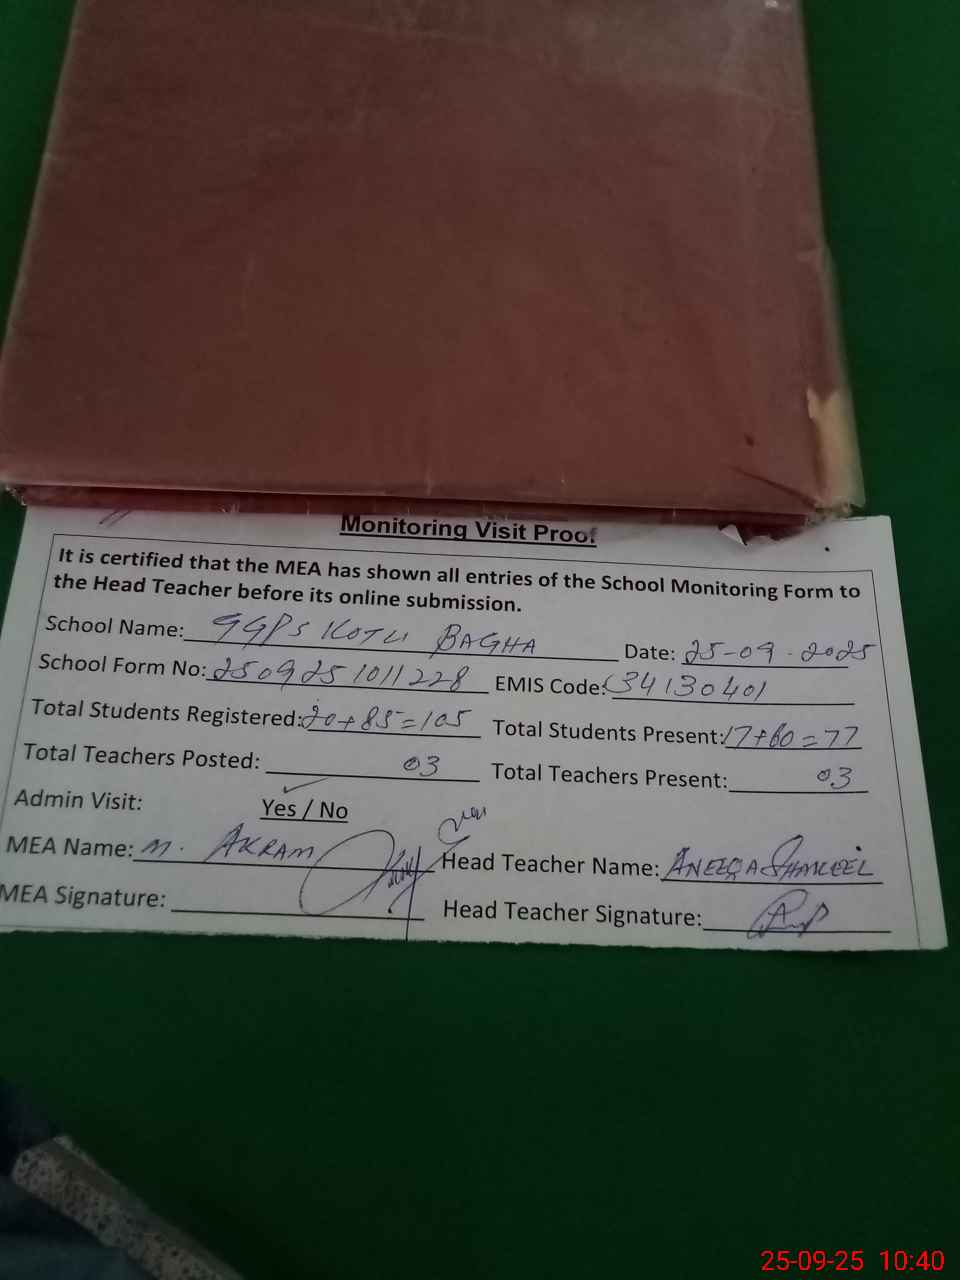 Monitoring Visit Proof
It is certified that the MEA has shown all entries of the School Monitoring Form to
the Head Teacher before its online submission.
School Name: GGPS KOTLI BAGHA Date: 25-09-2025
School Form No: 250925 1011228 EMIS Code: 34130401
Total Students Registered: 20+85=105 Total Students Present: 17+60=77
Total Teachers Posted: 03 Total Teachers Present: 03
Admin Visit: Yes / No
MEA Name: M. AKRAM Head Teacher Name: ANEEQA
MEA Signature: Head Teacher Signature:
25-09-25 10:40